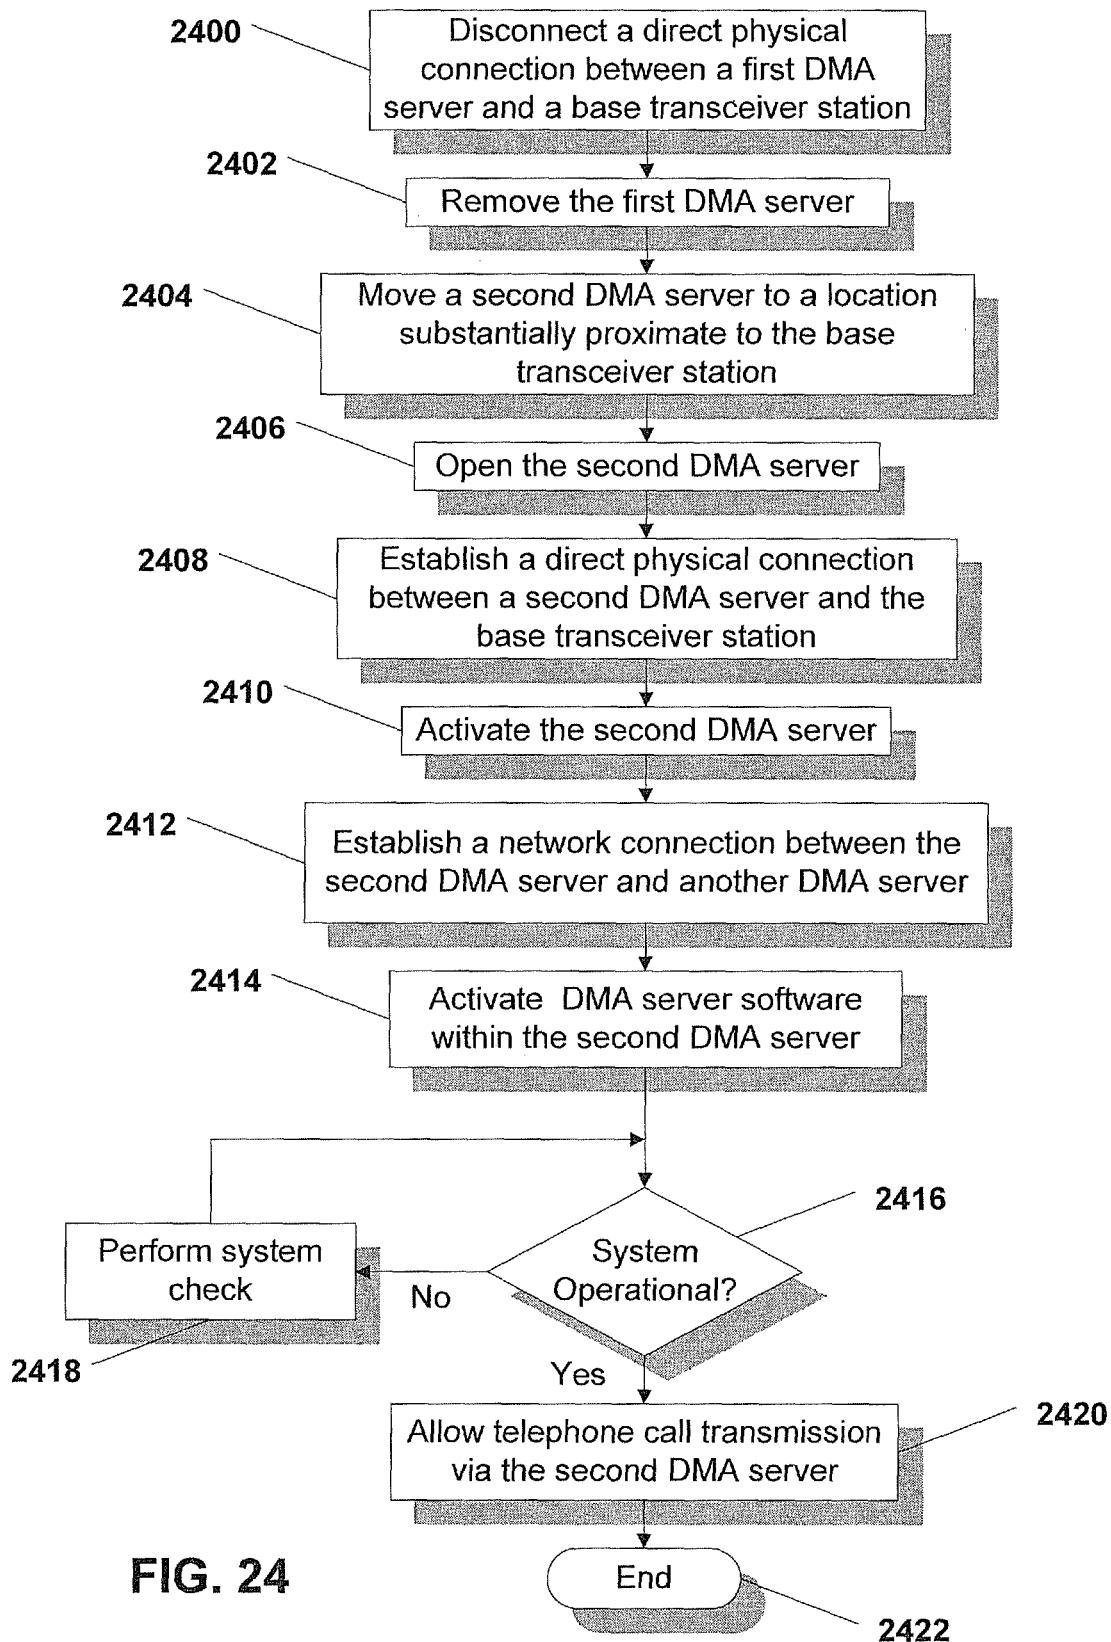 2400
Disconnect a direct physical
connection between a first DMA
server and a base transceiver station
2402
Remove the first DMA server
2404
Move a second DMA server to a location
substantially proximate to the base
transceiver station
2406
Open the second DMA server
2408
Establish a direct physical connection
between a second DMA server and the
base transceiver station
2410
Activate the second DMA server
2412
Establish a network connection between the
second DMA server and another DMA server
2414
Activate DMA server software
within the second DMA server
2416
System
Operational?
Perform system
check
No
2418
Yes
2420
Allow telephone call transmission
via the second DMA server
End
FIG. 24
2422